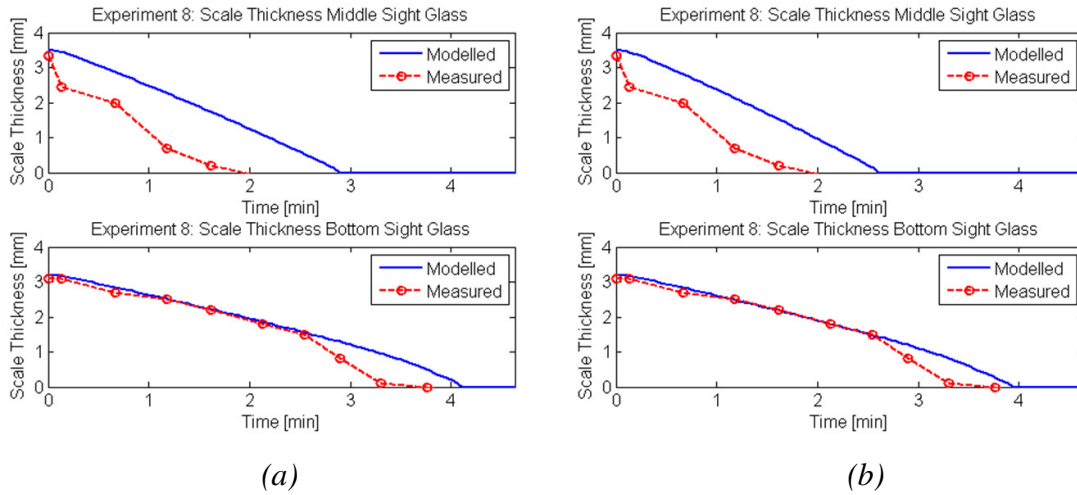 Experiment 8: Scale Thickness Middle Sight Glass
Scale Thickness [mm]
4
3
2
1
0
Modelled
Measured
0 1 2 3 4
Time [min]
Experiment 8: Scale Thickness Bottom Sight Glass
Scale Thickness [mm]
4
3
2
1
0
Modelled
Measured
0 1 2 3 4
Time [min]
(a)
Experiment 8: Scale Thickness Middle Sight Glass
Scale Thickness [mm]
4
3
2
1
0
Modelled
Measured
0 1 2 3 4
Time [min]
Experiment 8: Scale Thickness Bottom Sight Glass
Scale Thickness [mm]
4
3
2
1
0
Modelled
Measured
0 1 2 3 4
Time [min]
(b)